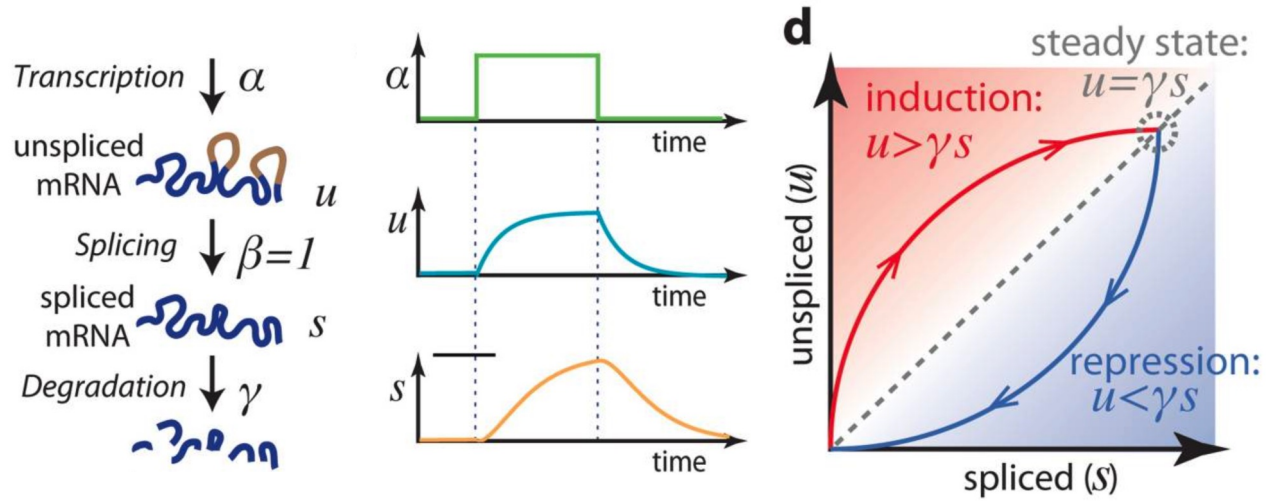 Transcription
α
unspliced
mRNA
u
Splicing
β=1
spliced
mRNA
s
Degradation
γ
α
time
u
time
s
time
d
steady state:
u=γs
induction:
u>γs
repression:
u<γs
unspliced (u)
spliced (s)